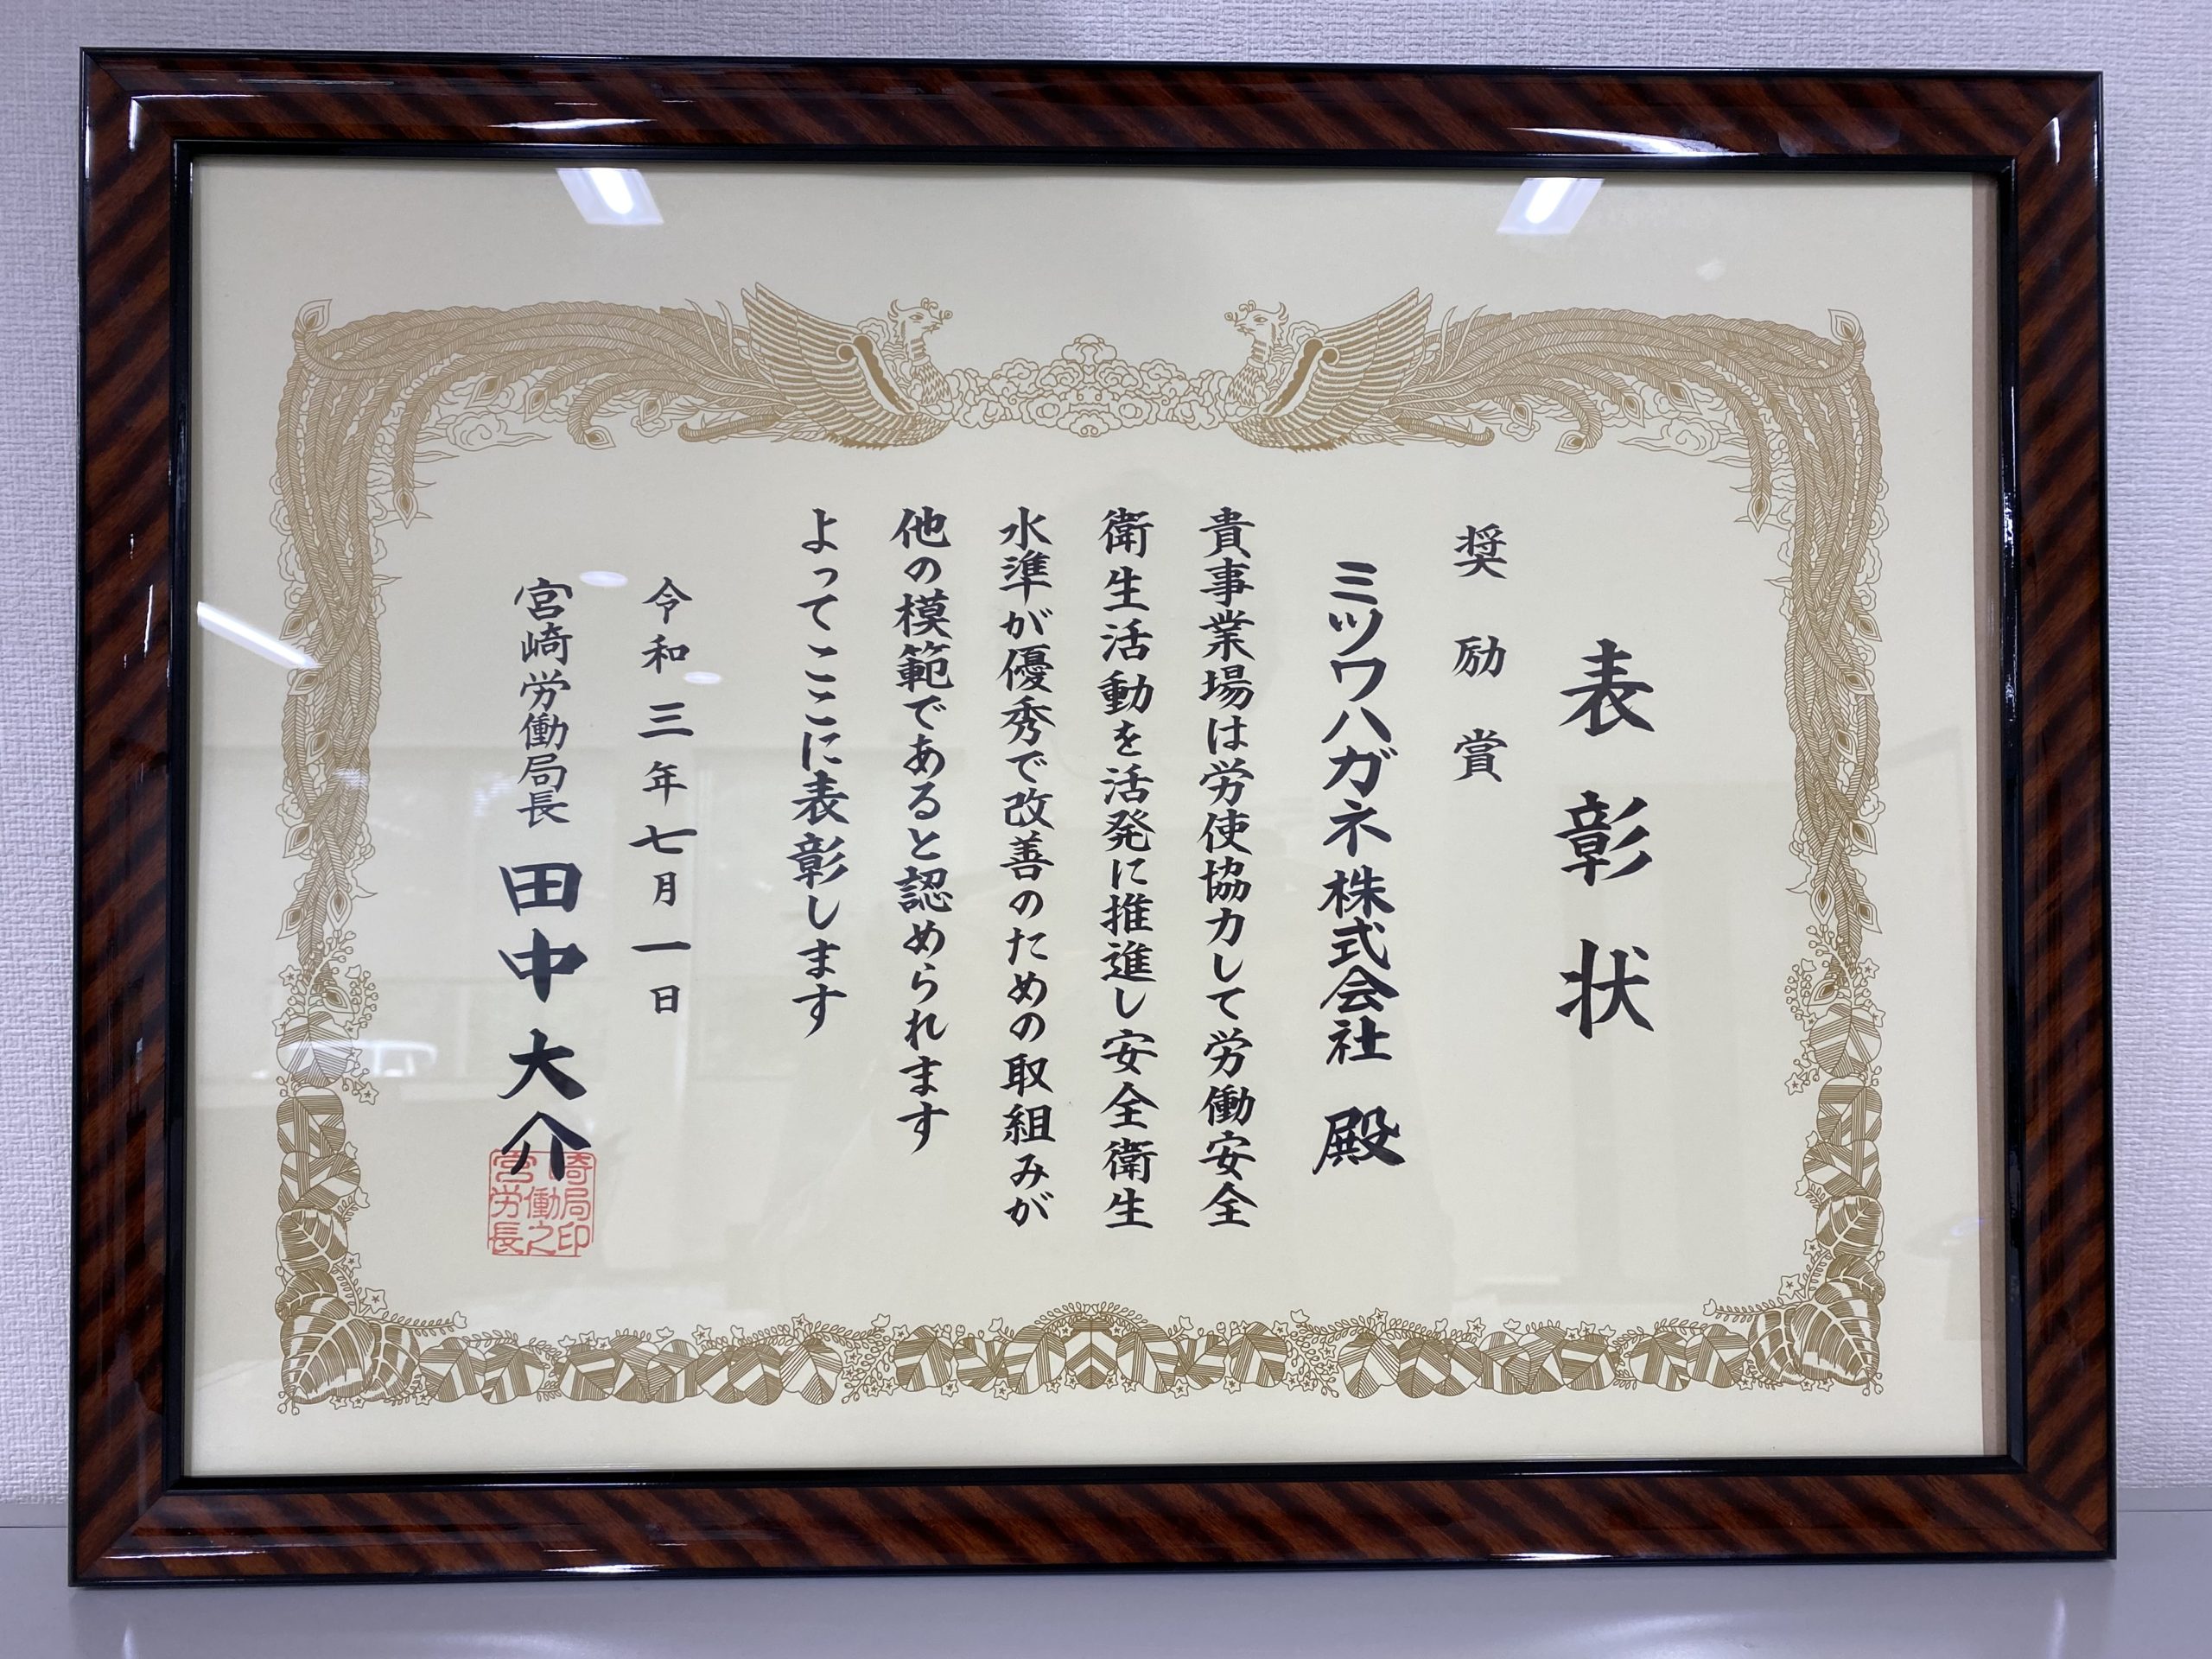 表彰状
奨励賞
ミツワハガネ株式会社 殿
貴事業場は労使協力して労働安全
衛生活動を活発に推進し安全衛生
水準が優秀で改善のための取組みが
他の模範であると認められます
よってここに表彰します
令和三年七月一日
宮崎労働局長 田中大介
崎局印
働之
宮労長